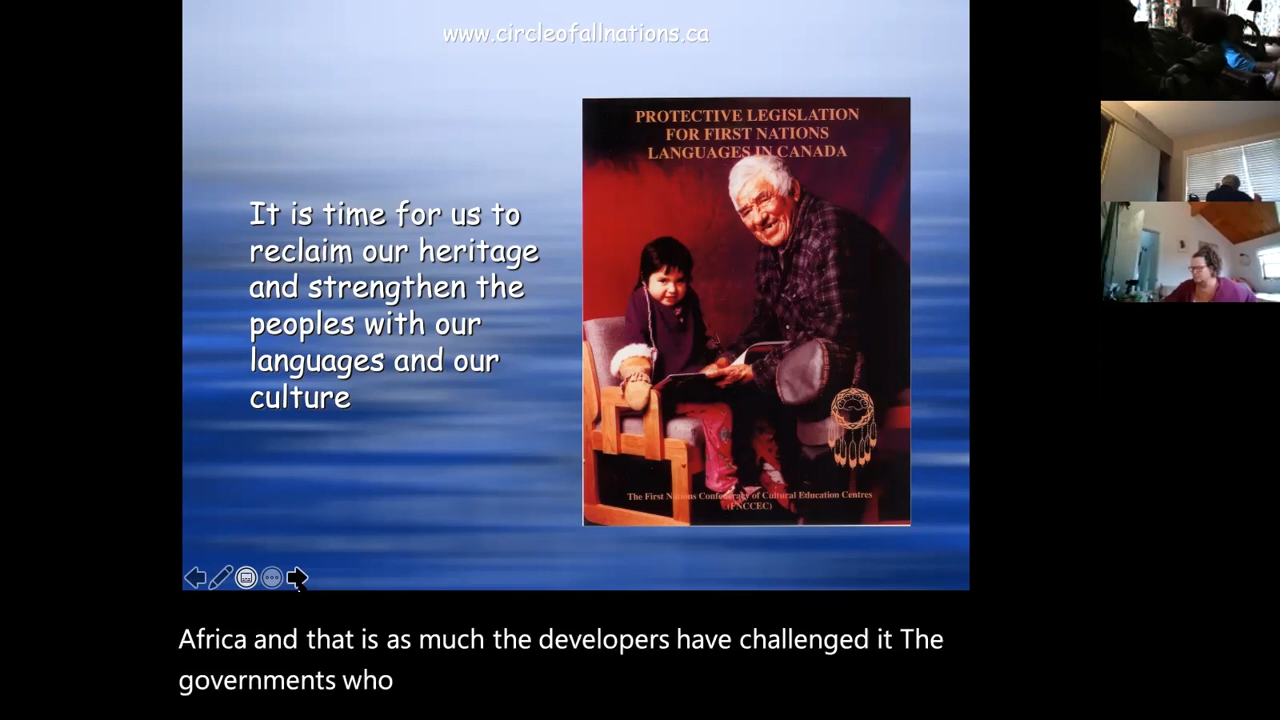 www.circleofallnations.ca
PROTECTIVE LEGISLATION
FOR FIRST NATIONS
LANGUAGES IN CANADA
It is time for us to
reclaim our heritage
and strengthen the
peoples with our
languages and our
culture
The First Nations Confederacy of Cultural Education Centres
(FNCCEC)
Africa and that is as much the developers have challenged it The
governments who